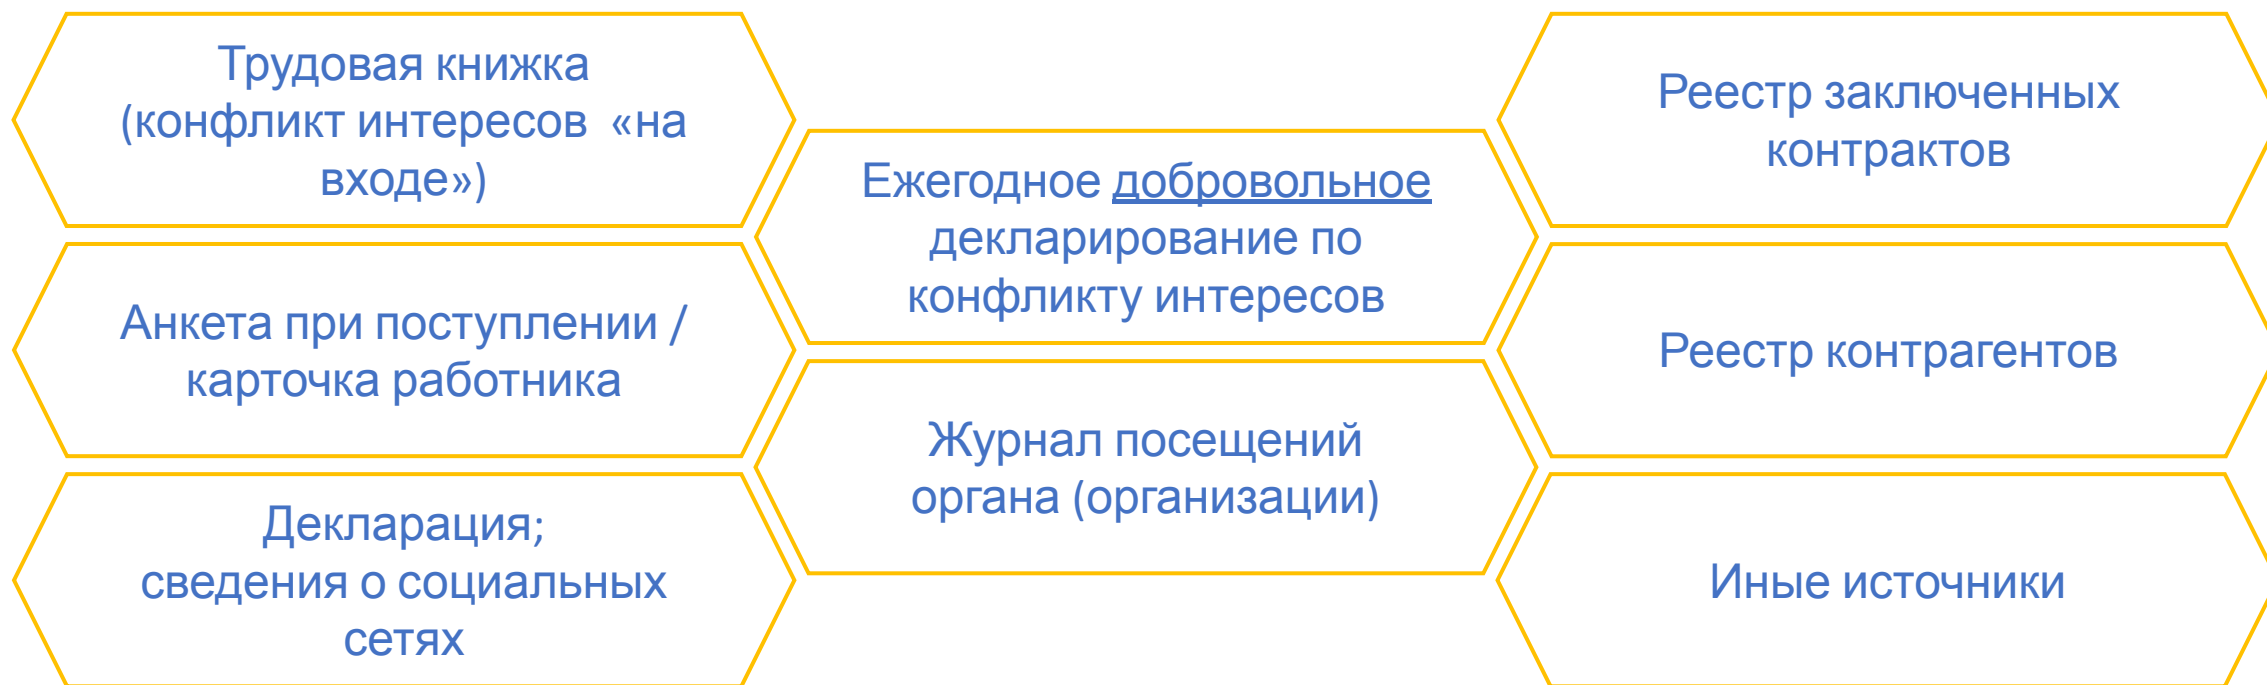 Трудовая книжка
(конфликт интересов «на
входе»)
Анкета при поступлении /
карточка работника
Декларация;
сведения о социальных
сетях
Ежегодное добровольное
декларирование по
конфликту интересов
Журнал посещений
органа (организации)
Реестр заключенных
контрактов
Реестр контрагентов
Иные источники